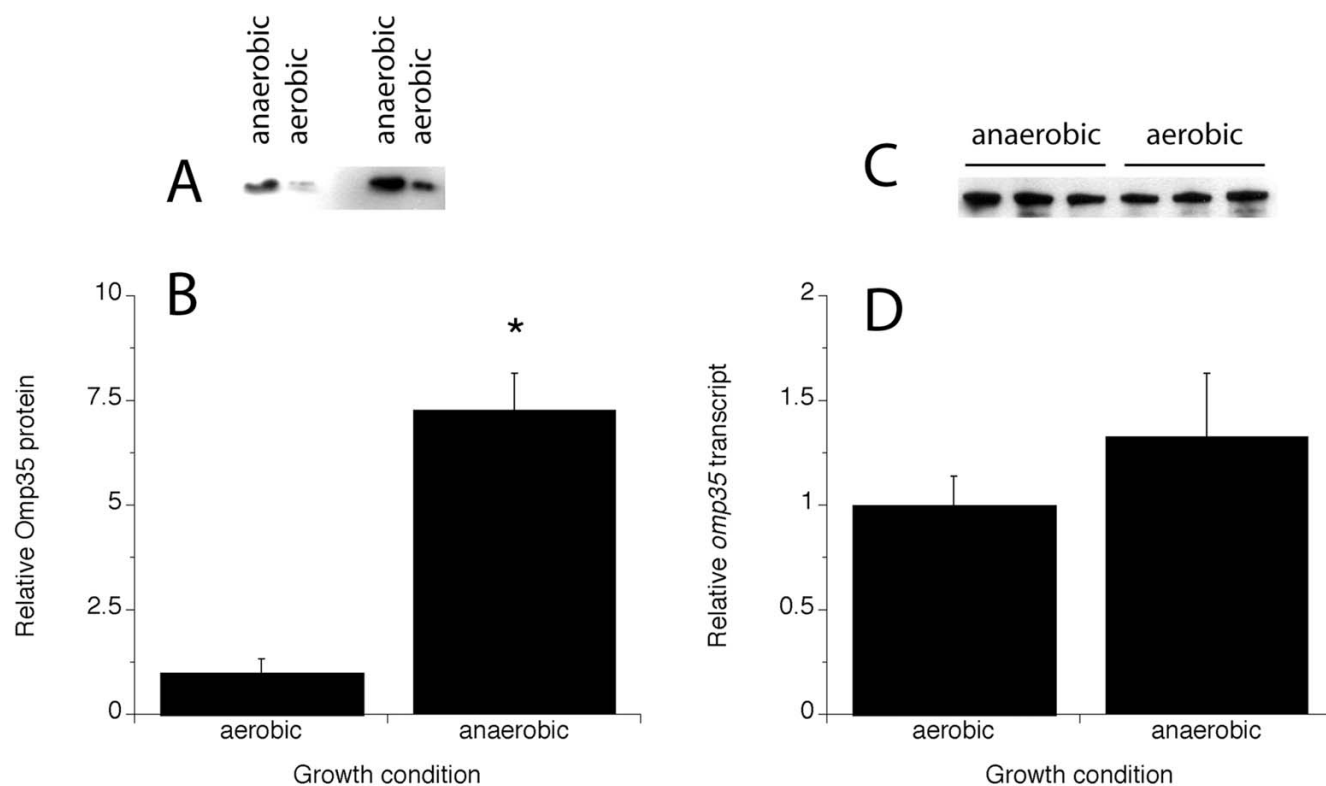 anaerobic
aerobic
anaerobic
aerobic
A
C
anaerobic aerobic
B
10
7.5
5
2.5
0
*
Relative Omp35 protein
aerobic anaerobic
Growth condition
D
2
1.5
1
0.5
0
Relative omp35 transcript
aerobic anaerobic
Growth condition